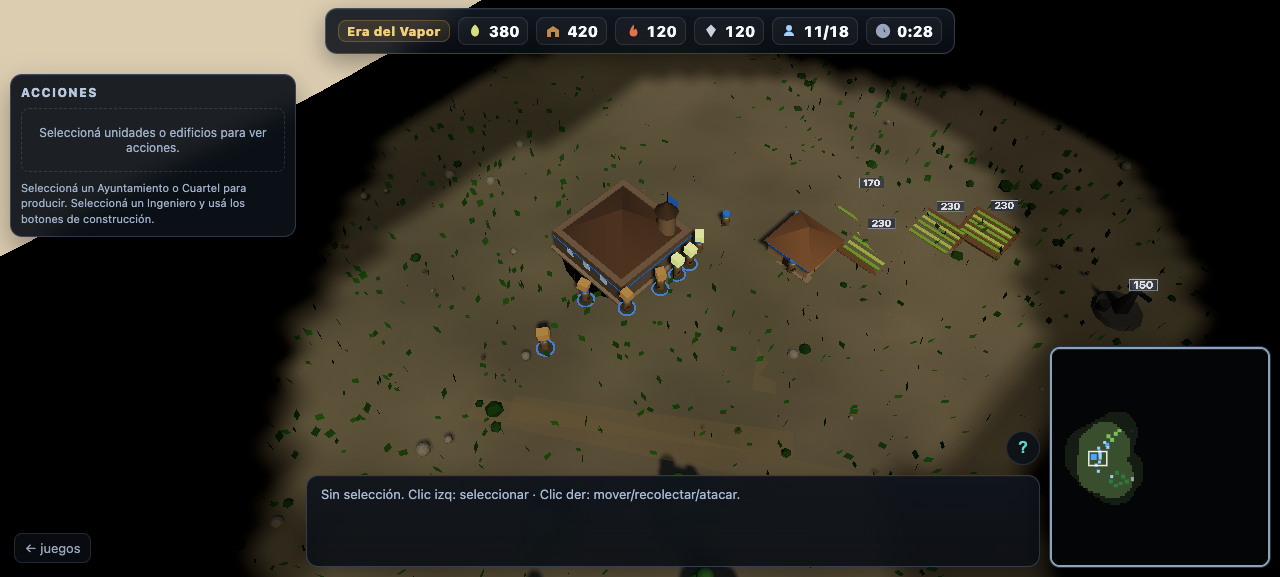 Era del Vapor 380 420 120 120 11/18 0:28
ACCIONES
Seleccioná unidades o edificios para ver
acciones.
Seleccioná un Ayuntamiento o Cuartel para
producir. Seleccioná un Ingeniero y usá los
botones de construcción.
170
230
230
230
150
?
Sin selección. Clic izq: seleccionar · Clic der: mover/recolectar/atacar.
← juegos